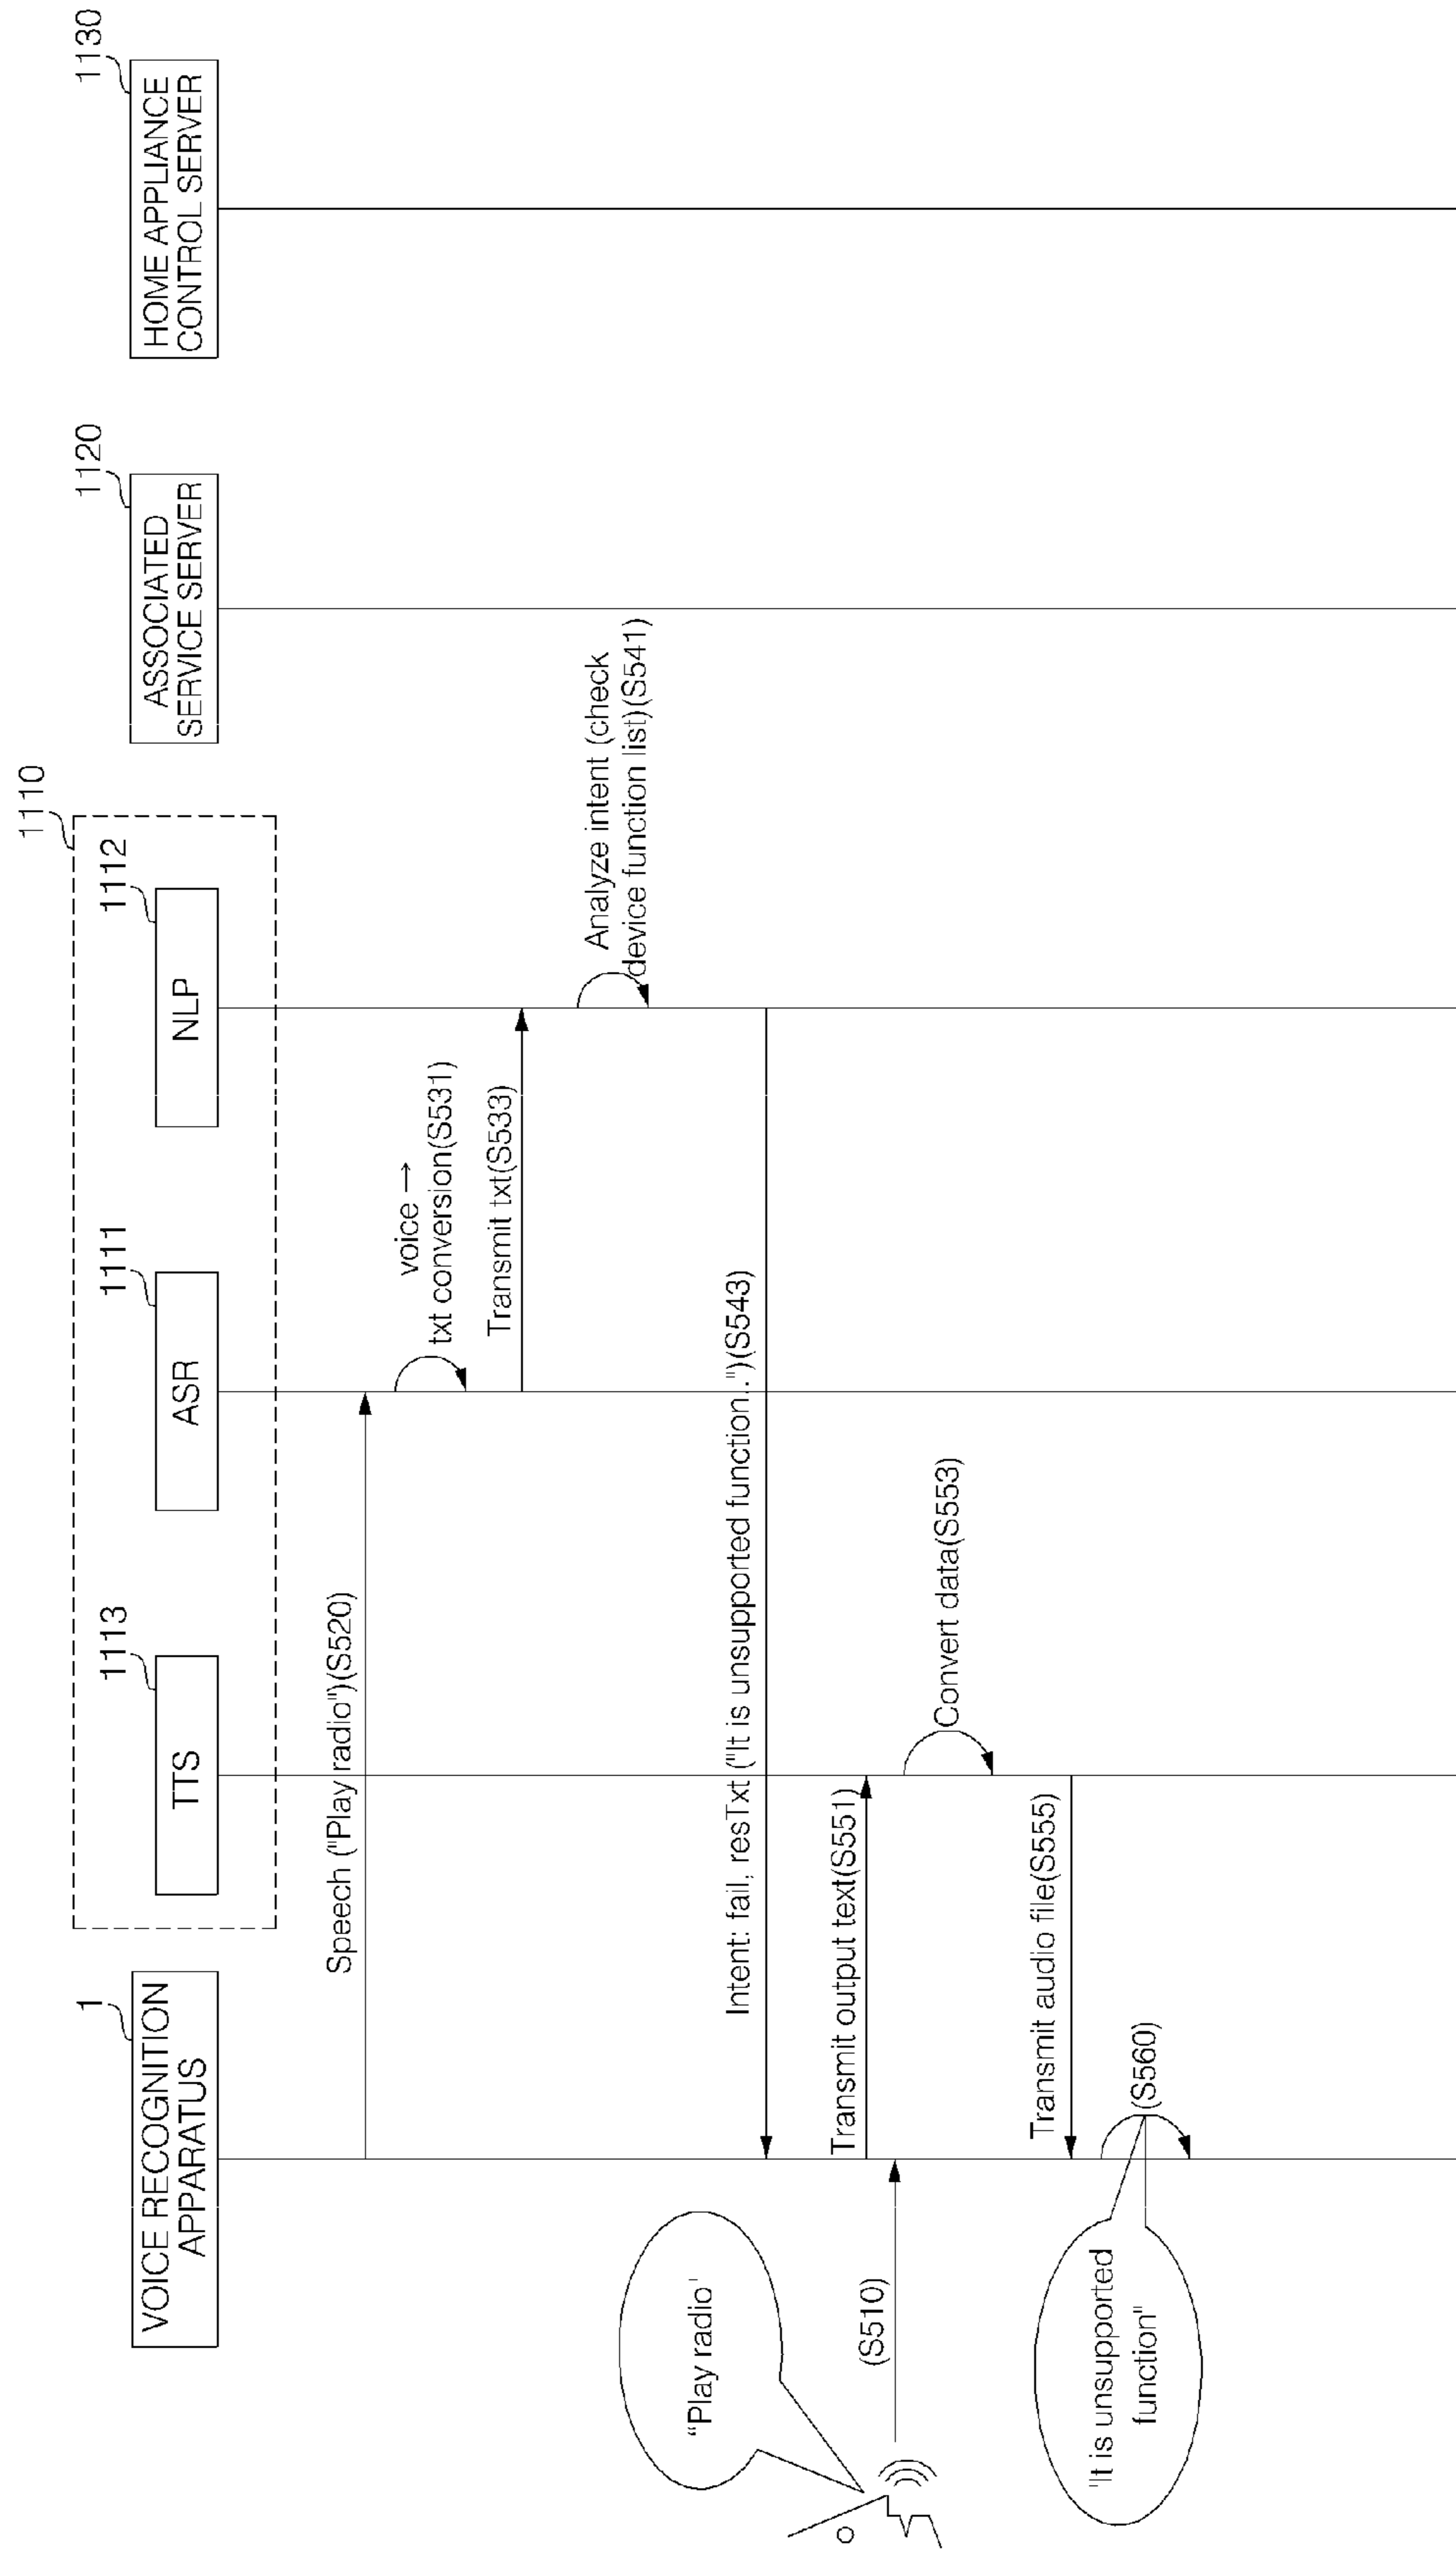 1110
1
VOICE RECOGNITION
APPARATUS
1113
TTS
1111
ASR
1112
NLP
1120
ASSOCIATED
SERVICE SERVER
1130
HOME APPLIANCE
CONTROL SERVER
Speech ("Play radio")(S520)
voice →
txt conversion(S531)
Transmit txt(S533)
Analyze intent (check
device function list)(S541)
"Play radio"
Intent: fail, resTxt ("It is unsupported function..")(S543)
Transmit output text(S551)
(S510)
Convert data(S553)
Transmit audio file(S555)
"It is unsupported
function"
(S560)